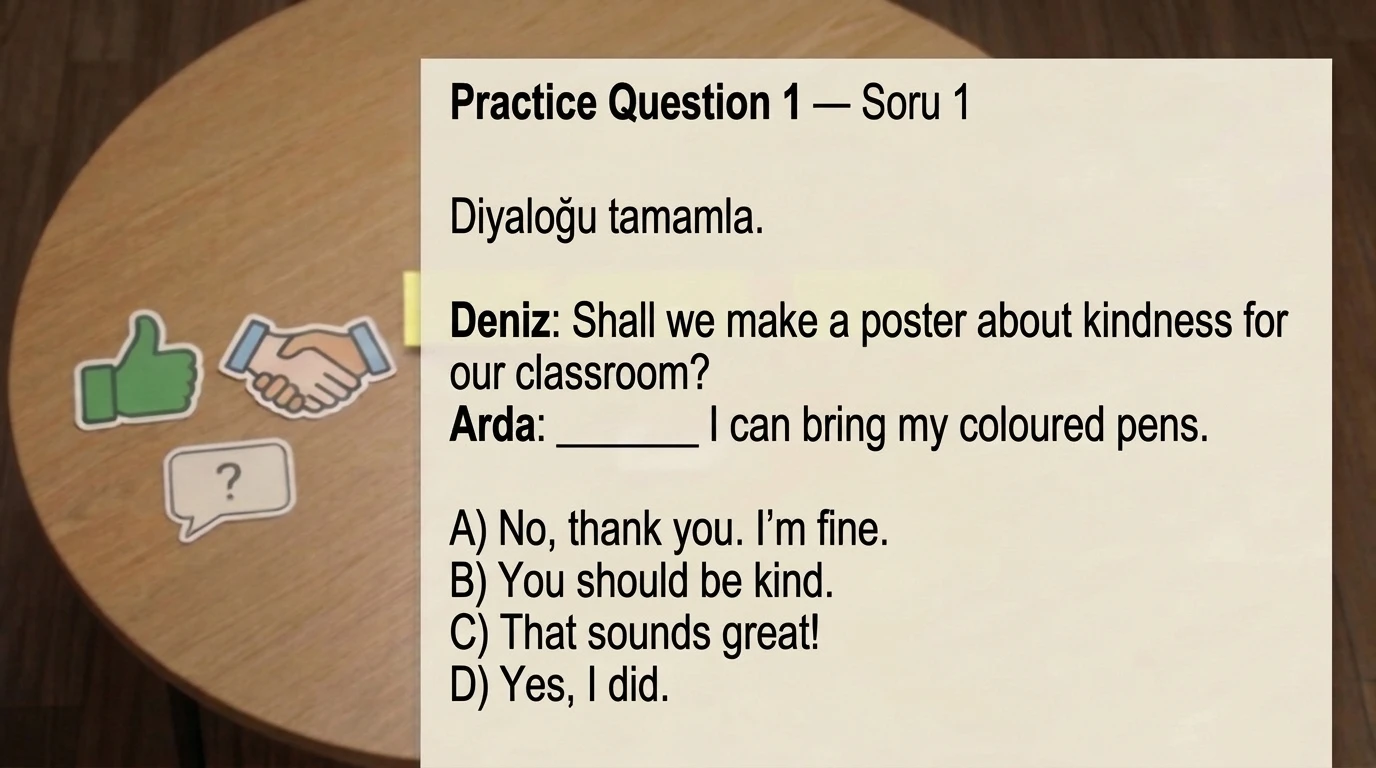 Practice Question 1 — Soru 1
Diyaloğu tamamla.
Deniz: Shall we make a poster about kindness for
our classroom?
Arda: _______ I can bring my coloured pens.
A) No, thank you. I’m fine.
B) You should be kind.
C) That sounds great!
D) Yes, I did.
?